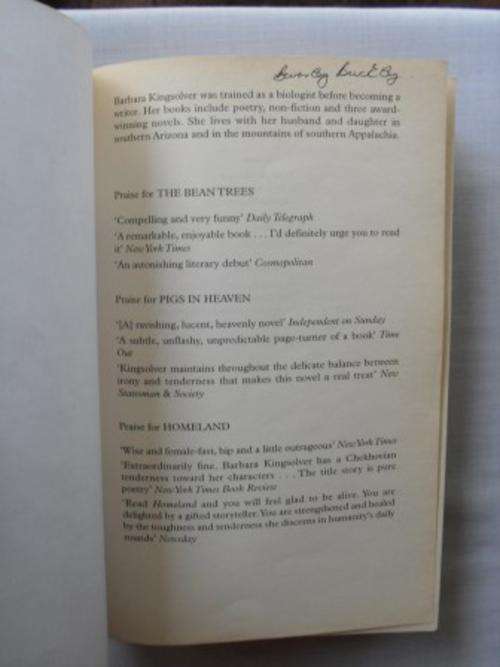 Beverley Buckley
Barbara Kingsolver was trained as a biologist before becoming a
writer. Her books include poetry, non-fiction and three award-
winning novels. She lives with her husband and daughter in
southern Arizona and in the mountains of southern Appalachia.
Praise for THE BEAN TREES
'Compelling and very funny' Daily Telegraph
'A remarkable, enjoyable book . . . I'd definitely urge you to read
it' New York Times
'An astonishing literary debut' Cosmopolitan
Praise for PIGS IN HEAVEN
'[A] ravishing, lucent, heavenly novel' Independent on Sunday
'A subtle, unflashy, unpredictable page-turner of a book' Time
Out
'Kingsolver maintains throughout the delicate balance between
irony and tenderness that makes this novel a real treat' New
Statesman & Society
Praise for HOMELAND
'Wise and female-fast, hip and a little outrageous' New York Times
'Extraordinarily fine. Barbara Kingsolver has a Chekhovian
tenderness toward her characters . . . The title story is pure
poetry' New York Times Book Review
'Read Homeland and you will feel glad to be alive. You are
delighted by a gifted storyteller. You are strengthened and healed
by the toughness and tenderness she discerns in humanity's daily
rounds' Newsday